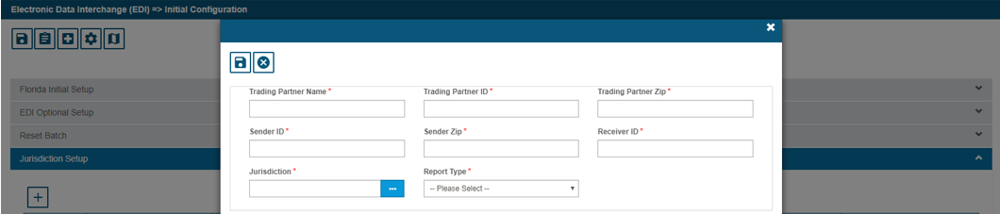 Electronic Data Interchange (EDI) => Initial Configuration
Florida Initial Setup
EDI Optional Setup
Reset Batch
Jurisdiction Setup
Trading Partner Name * Trading Partner ID * Trading Partner Zip *
Sender ID * Sender Zip * Receiver ID *
Jurisdiction * Report Type *
... -- Please Select --